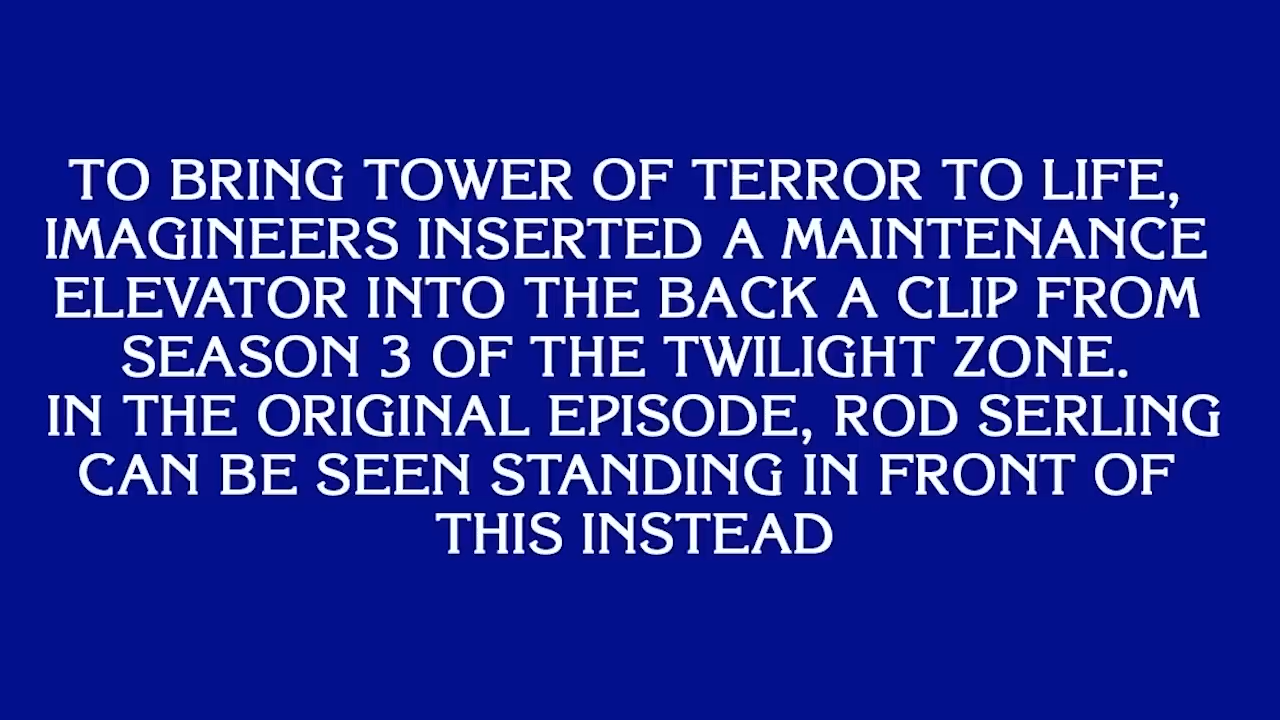 TO BRING TOWER OF TERROR TO LIFE,
IMAGINEERS INSERTED A MAINTENANCE
ELEVATOR INTO THE BACK A CLIP FROM
SEASON 3 OF THE TWILIGHT ZONE.
IN THE ORIGINAL EPISODE, ROD SERLING
CAN BE SEEN STANDING IN FRONT OF
THIS INSTEAD